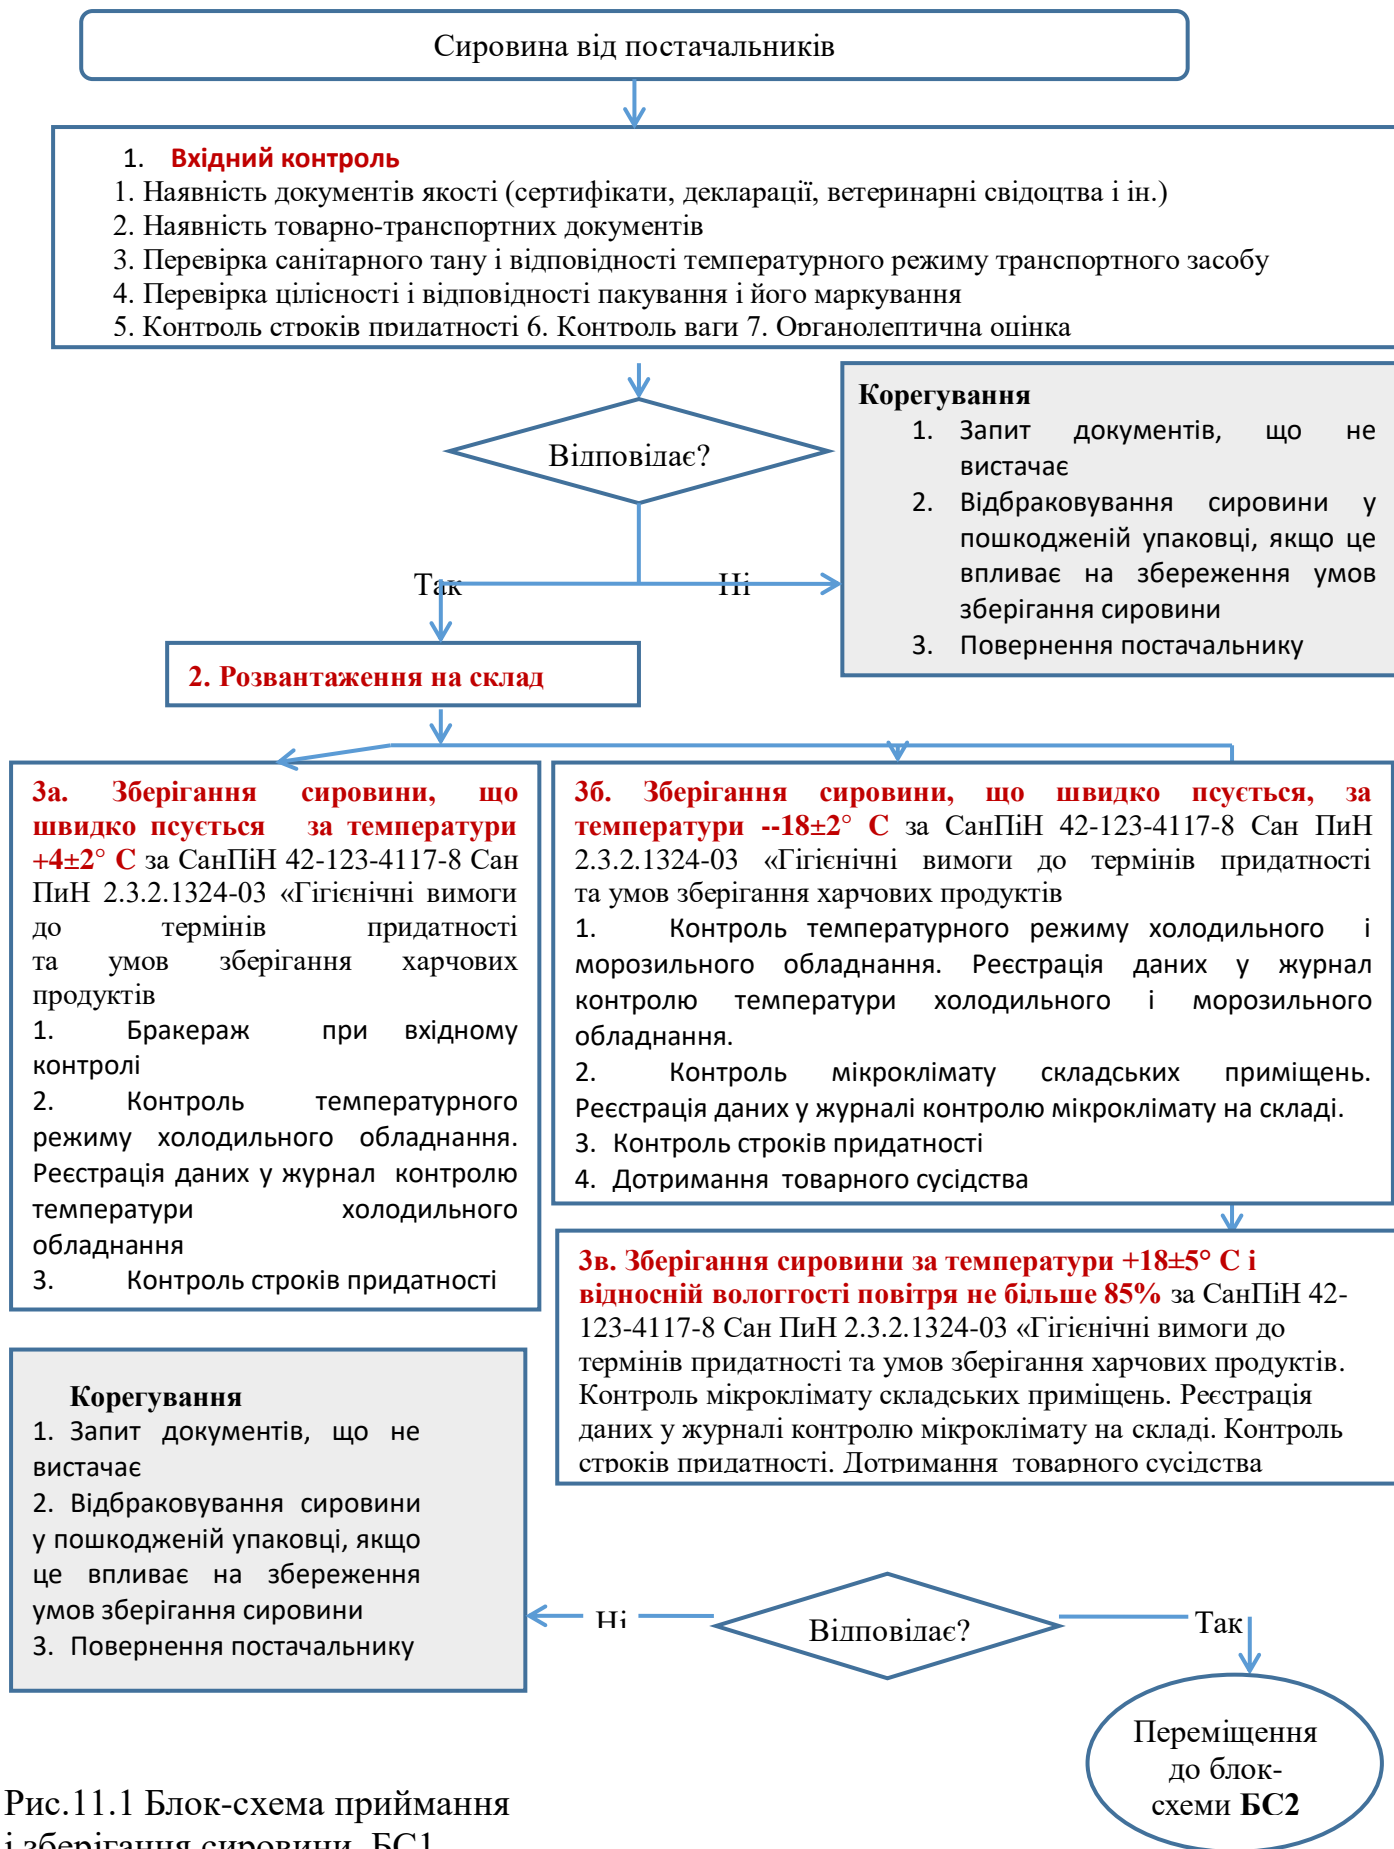 Сировина від постачальників
1. Вхідний контроль
1. Наявність документів якості (сертифікати, декларації, ветеринарні свідоцтва і ін.)
2. Наявність товарно-транспортних документів
3. Перевірка санітарного тану і відповідності температурного режиму транспортного засобу
4. Перевірка цілісності і відповідності пакування і його маркування
5. Контроль строків придатності 6. Контроль ваги 7. Органолептична оцінка
Відповідає?
Корегування
1. Запит документів, що не
вистачає
2. Відбраковування сировини у
пошкодженій упаковці, якщо це
впливає на збереження умов
зберігання сировини
3. Повернення постачальнику
Так
Ні
2. Розвантаження на склад
3а. Зберігання сировини, що
швидко псується за температури
+4±2° С за СанПіН 42-123-4117-8 Сан
ПиН 2.3.2.1324-03 «Гігієнічні вимоги
до термінів придатності
та умов зберігання харчових
продуктів
1. Бракераж при вхідному
контролі
2. Контроль температурного
режиму холодильного обладнання.
Реєстрація даних у журнал контролю
температури холодильного
обладнання
3. Контроль строків придатності
3б. Зберігання сировини, що швидко псується, за
температури --18±2° С за СанПіН 42-123-4117-8 Сан ПиН
2.3.2.1324-03 «Гігієнічні вимоги до термінів придатності
та умов зберігання харчових продуктів
1. Контроль температурного режиму холодильного і
морозильного обладнання. Реєстрація даних у журнал
контролю температури холодильного і морозильного
обладнання.
2. Контроль мікроклімату складських приміщень.
Реєстрація даних у журналі контролю мікроклімату на складі.
3. Контроль строків придатності
4. Дотримання товарного сусідства
3в. Зберігання сировини за температури +18±5° С і
відносній вологгості повітря не більше 85% за СанПіН 42-
123-4117-8 Сан ПиН 2.3.2.1324-03 «Гігієнічні вимоги до
термінів придатності та умов зберігання харчових продуктів.
Контроль мікроклімату складських приміщень. Реєстрація
даних у журналі контролю мікроклімату на складі. Контроль
строків придатності. Дотримання товарного сусідства
Корегування
1. Запит документів, що не
вистачає
2. Відбраковування сировини
у пошкодженій упаковці, якщо
це впливає на збереження
умов зберігання сировини
3. Повернення постачальнику
Ні
Відповідає?
Так
Переміщення
до блок-
схеми БС2
Рис.11.1 Блок-схема приймання
і зберігання сировини БС1